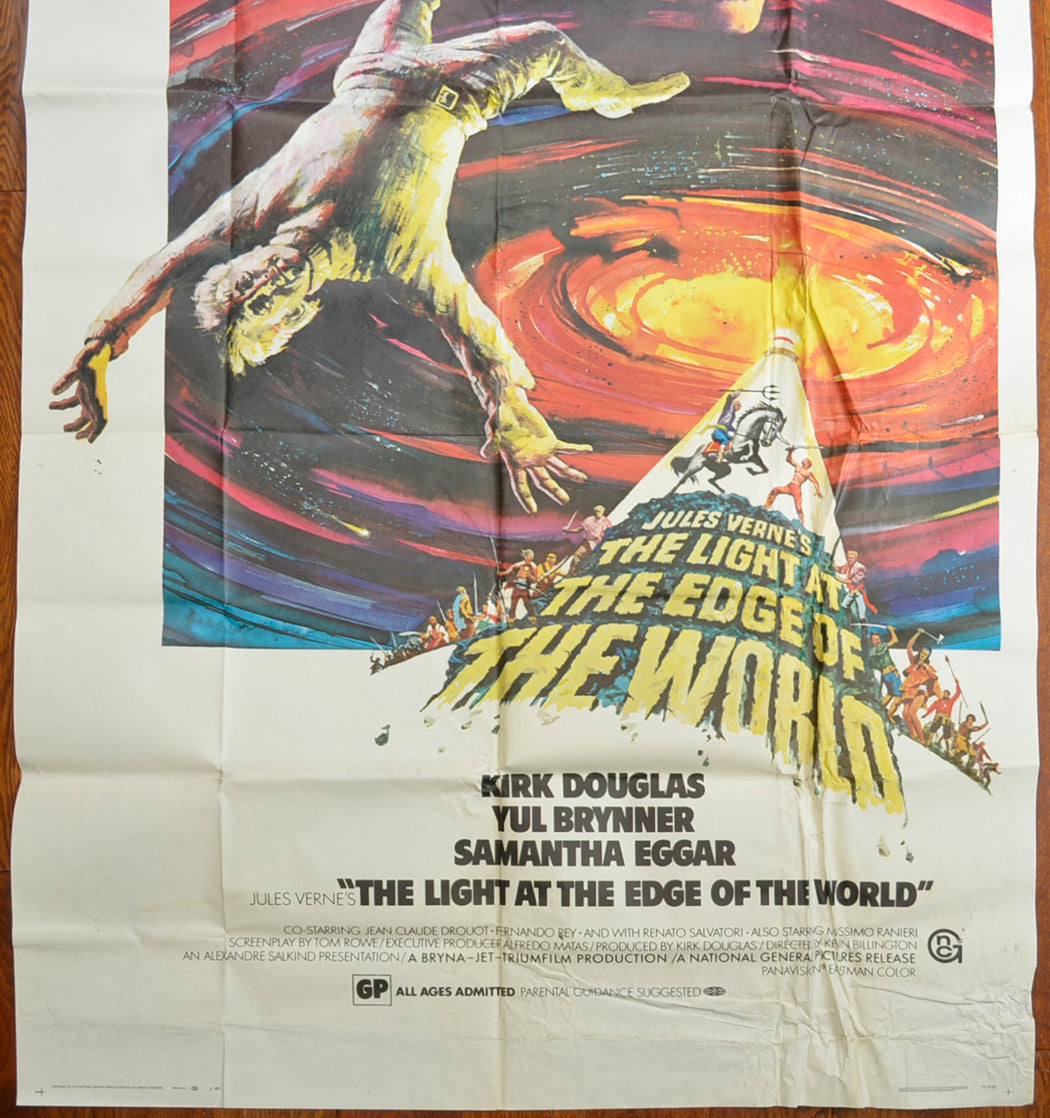 JULES VERNE'S
THE LIGHT AT
THE EDGE OF
THE WORLD
KIRK DOUGLAS
YUL BRYNNER
SAMANTHA EGGAR
JULES VERNE'S "THE LIGHT AT THE EDGE OF THE WORLD"
CO-STARRING JEAN CLAUDE DROUOT • FERNANDO REY • AND WITH RENATO SALVATORI • ALSO STARRING MASSIMO RANIERI
SCREENPLAY BY TOM ROWE / EXECUTIVE PRODUCER ALFREDO MATAS / PRODUCED BY KIRK DOUGLAS / DIRECTED BY KEVIN BILLINGTON
AN ALEXANDRE SALKIND PRESENTATION / A BRYNA–JET–TRIUMFILM PRODUCTION / A NATIONAL GENERAL PICTURES RELEASE
PANAVISION® EASTMAN COLOR
ncG
GP ALL AGES ADMITTED PARENTAL GUIDANCE SUGGESTED